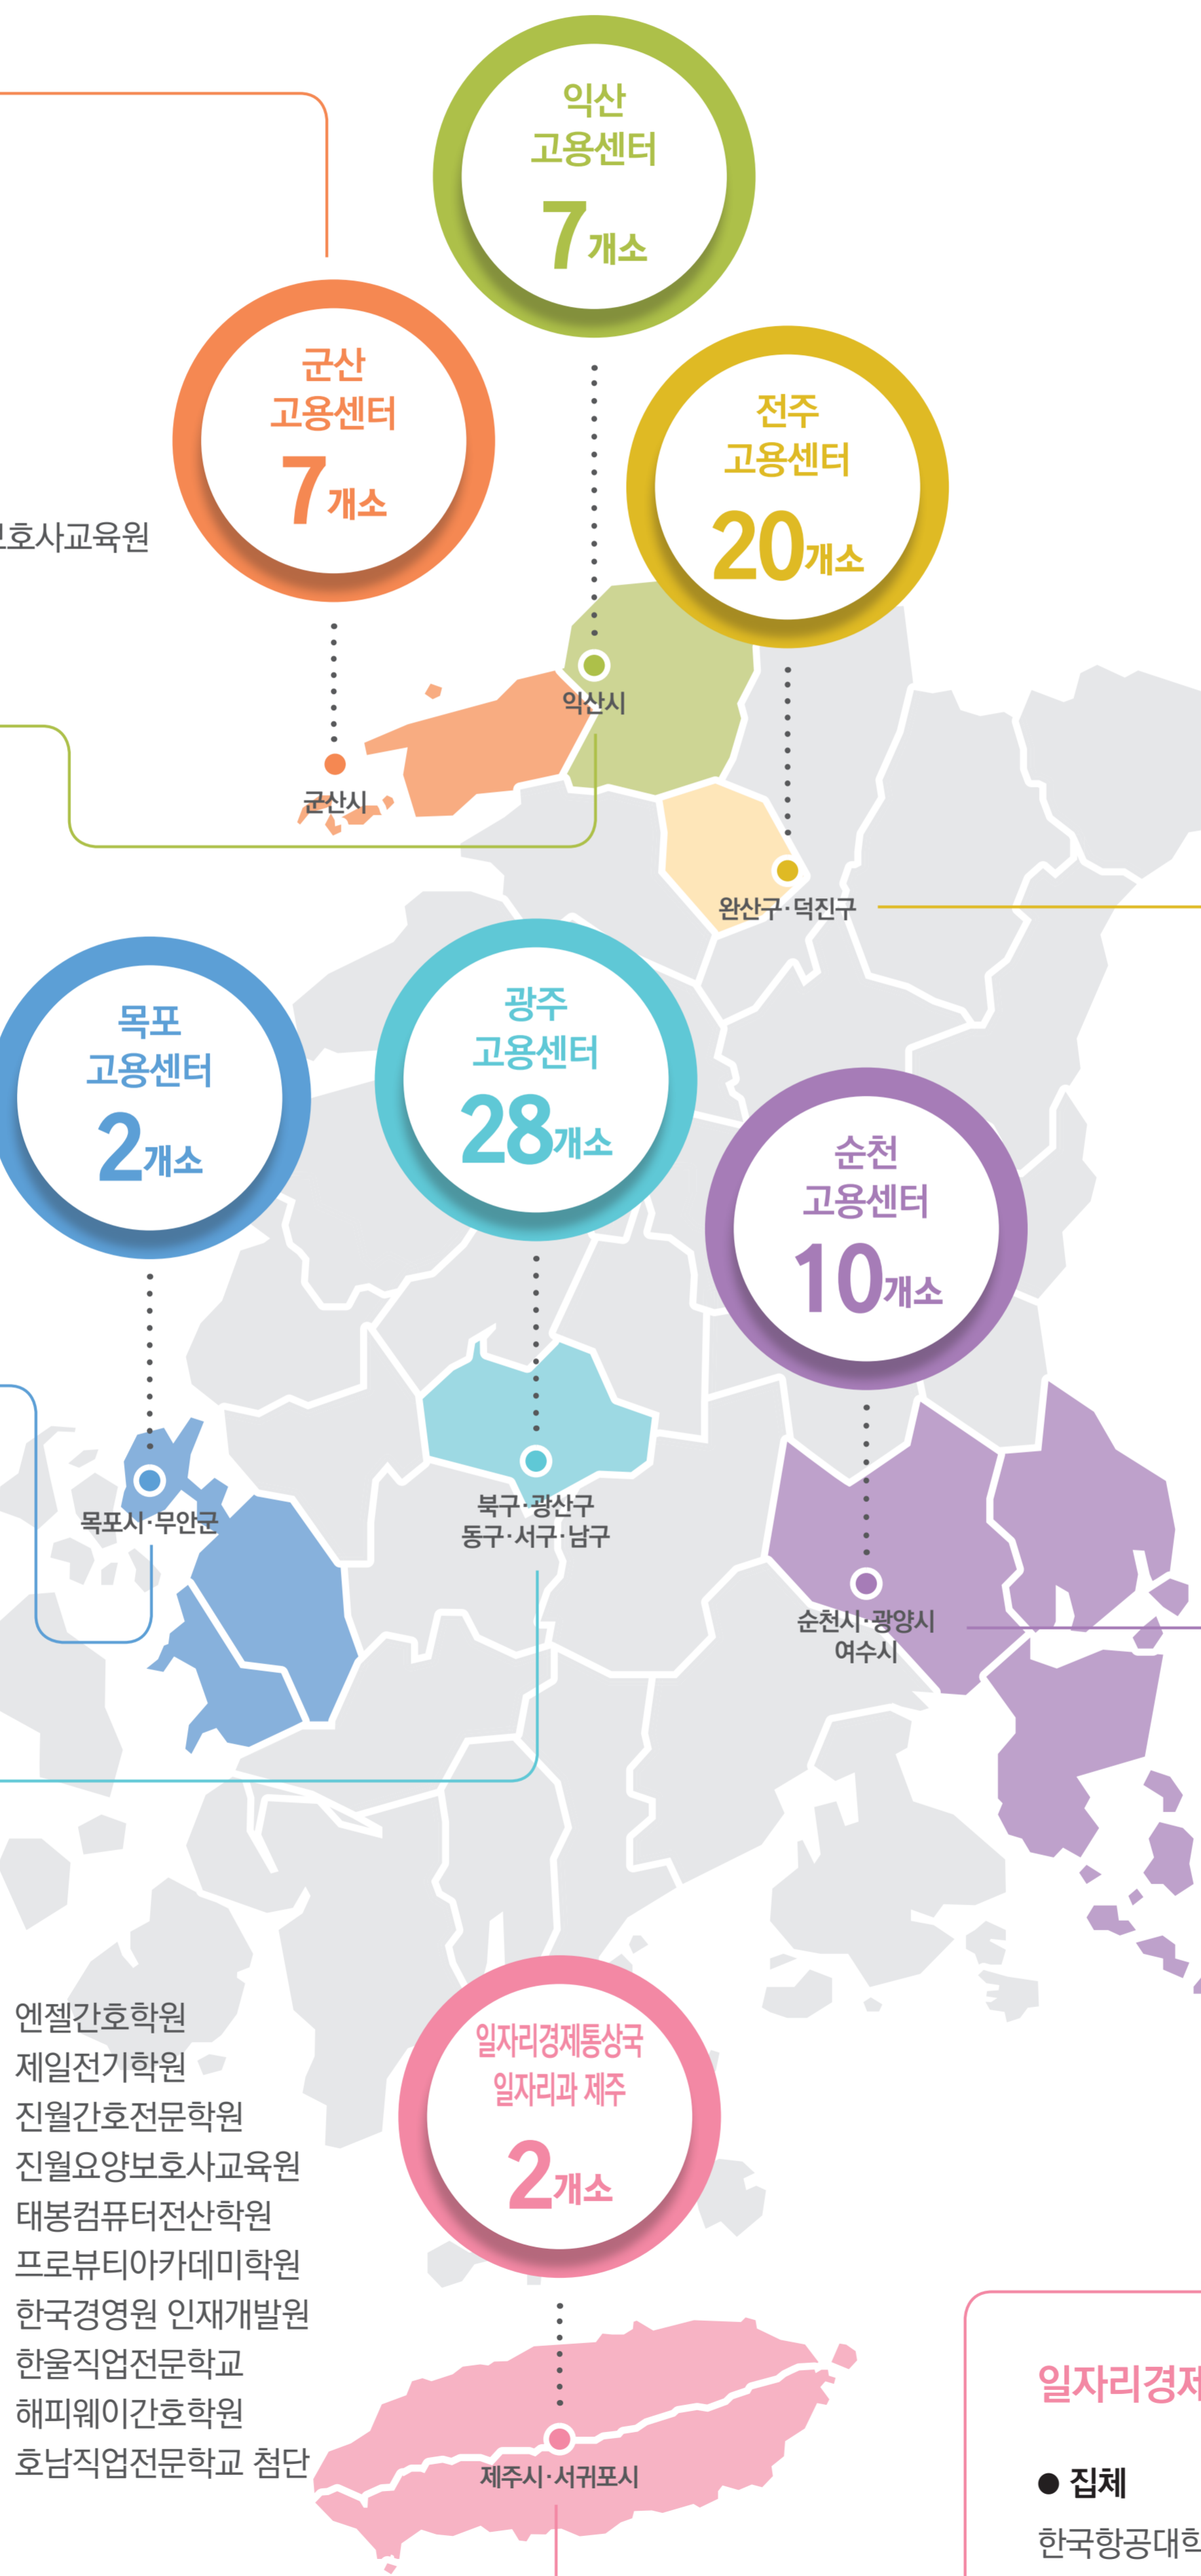 익산
고용센터
7개소
군산
고용센터
7개소
전주
고용센터
20개소
호사교육원
익산시
군산시
완산구·덕진구
목포
고용센터
2개소
광주
고용센터
28개소
순천
고용센터
10개소
목포시·무안군
북구·광산구
동구·서구·남구
순천시·광양시
여수시
엔젤간호학원
제일전기학원
진월간호전문학원
진월요양보호사교육원
태봉컴퓨터전산학원
프로뷰티아카데미학원
한국경영원 인재개발원
한울직업전문학교
해피웨이간호학원
호남직업전문학교 첨단
일자리경제통상국
일자리과 제주
2개소
제주시·서귀포시
일자리경제
● 집체
한국항공대학